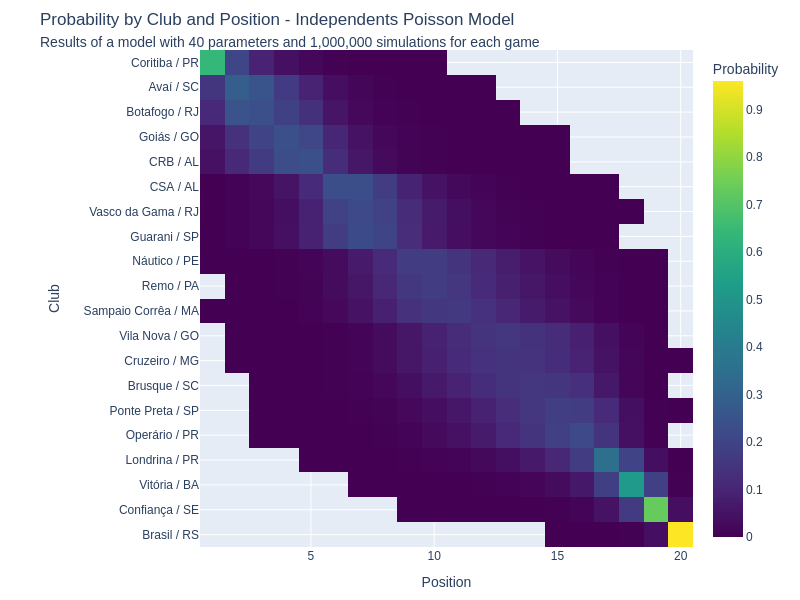 Probability by Club and Position - Independents Poisson Model
Results of a model with 40 parameters and 1,000,000 simulations for each game
Probability
Club
Coritiba / PR
Avaí / SC
Botafogo / RJ
Goiás / GO
CRB / AL
CSA / AL
Vasco da Gama / RJ
Guarani / SP
Náutico / PE
Remo / PA
Sampaio Corrêa / MA
Vila Nova / GO
Cruzeiro / MG
Brusque / SC
Ponte Preta / SP
Operário / PR
Londrina / PR
Vitória / BA
Confiança / SE
Brasil / RS
0.9
0.8
0.7
0.6
0.5
0.4
0.3
0.2
0.1
0
5
10
15
20
Position